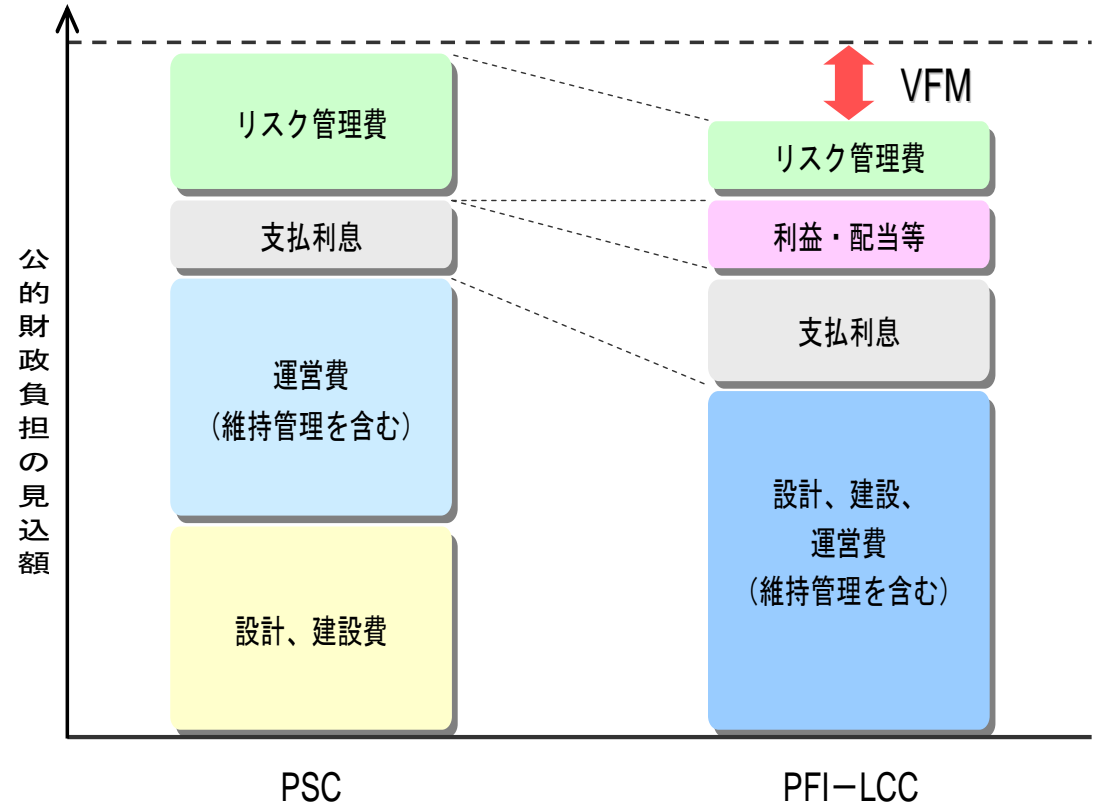 公的財政負担の見込額
リスク管理費
支払利息
運営費
（維持管理を含む）
設計、建設費
PSC
VFM
リスク管理費
利益・配当等
支払利息
設計、建設、
運営費
（維持管理を含む）
PFI－LCC